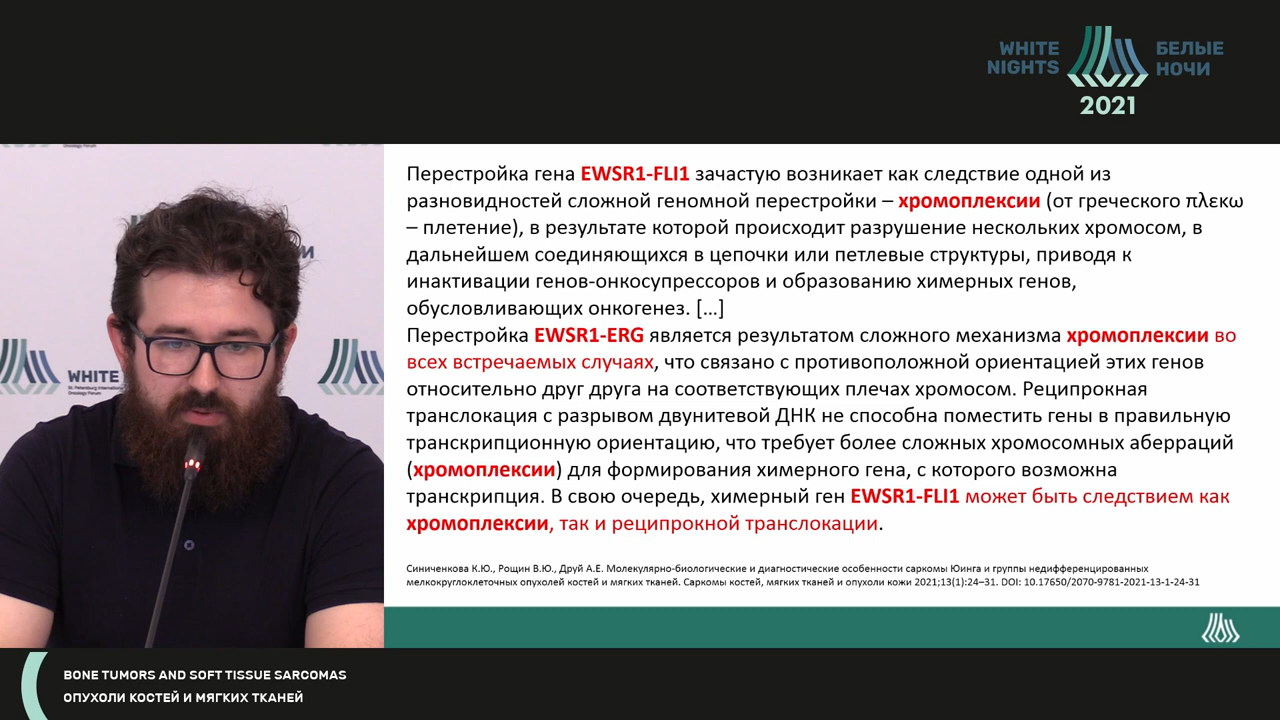 WHITE
NIGHTS
БЕЛЫЕ
НОЧИ
2021
Перестройка гена EWSR1-FLI1 зачастую возникает как следствие одной из
разновидностей сложной геномной перестройки – хромоплексии (от греческого πλεκω
– плетение), в результате которой происходит разрушение нескольких хромосом, в
дальнейшем соединяющихся в цепочки или петлевые структуры, приводя к
инактивации генов-онкосупрессоров и образованию химерных генов,
обусловливающих онкогенез. […]
Перестройка EWSR1-ERG является результатом сложного механизма хромоплексии во
всех встречаемых случаях, что связано с противоположной ориентацией этих генов
относительно друг друга на соответствующих плечах хромосом. Реципрокная
транслокация с разрывом двунитевой ДНК не способна поместить гены в правильную
транскрипционную ориентацию, что требует более сложных хромосомных аберраций
(хромоплексии) для формирования химерного гена, с которого возможна
транскрипция. В свою очередь, химерный ген EWSR1-FLI1 может быть следствием как
хромоплексии, так и реципрокной транслокации.
Синиченкова К.Ю., Рощин В.Ю., Друй А.Е. Молекулярно-биологические и диагностические особенности саркомы Юинга и группы недифференцированных
мелкокруглоклеточных опухолей костей и мягких тканей. Саркомы костей, мягких тканей и опухоли кожи 2021;13(1):24–31. DOI: 10.17650/2070-9781-2021-13-1-24-31
WHITE
St. Petersburg International
Oncology Forum
BONE TUMORS AND SOFT TISSUE SARCOMAS
ОПУХОЛИ КОСТЕЙ И МЯГКИХ ТКАНЕЙ